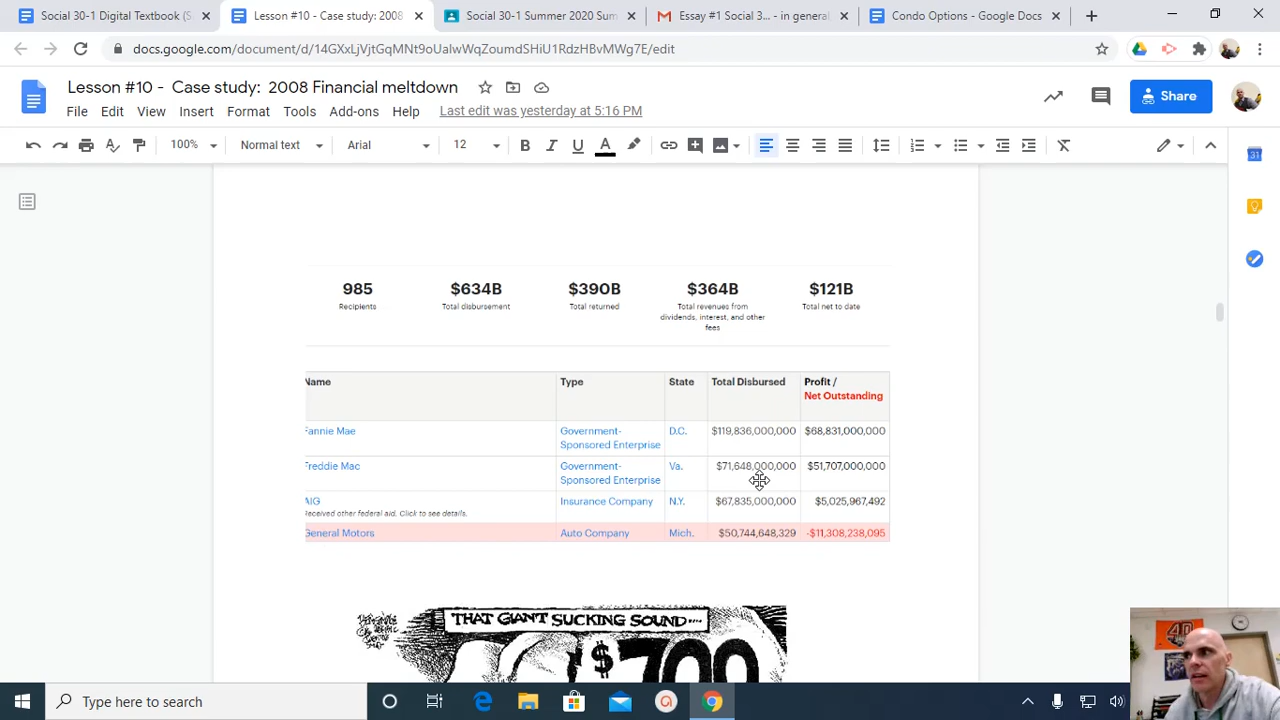 Social 30-1 Digital Textbook
Lesson #10 - Case study: 2008
Social 30-1 Summer 2020 Sum
Essay #1 Social 3... - in general
Condo Options - Google Docs
docs.google.com/document/d/14GXxLjVjtGqMNt9oUalwWqZoumdSHiU1RdzHBvMWg7E/edit
Lesson #10 - Case study: 2008 Financial meltdown
File Edit View Insert Format Tools Add-ons Help Last edit was yesterday at 5:16 PM
Share
100% Normal text Arial 12
985 $634B $390B $364B $121B
Recipients Total disbursement Total returned Total revenues from dividends, interest, and other fees Total net to date
Name Type State Total Disbursed Profit / Net Outstanding
Fannie Mae Government-Sponsored Enterprise D.C. $119,836,000,000 $68,831,000,000
Freddie Mac Government-Sponsored Enterprise Va. $71,648,000,000 $51,707,000,000
AIG Insurance Company N.Y. $67,835,000,000 $5,025,967,492
Received other federal aid. Click to see details.
General Motors Auto Company Mich. $50,744,648,329 -$11,308,238,095
THAT GIANT SUCKING SOUND....
$700
Type here to search